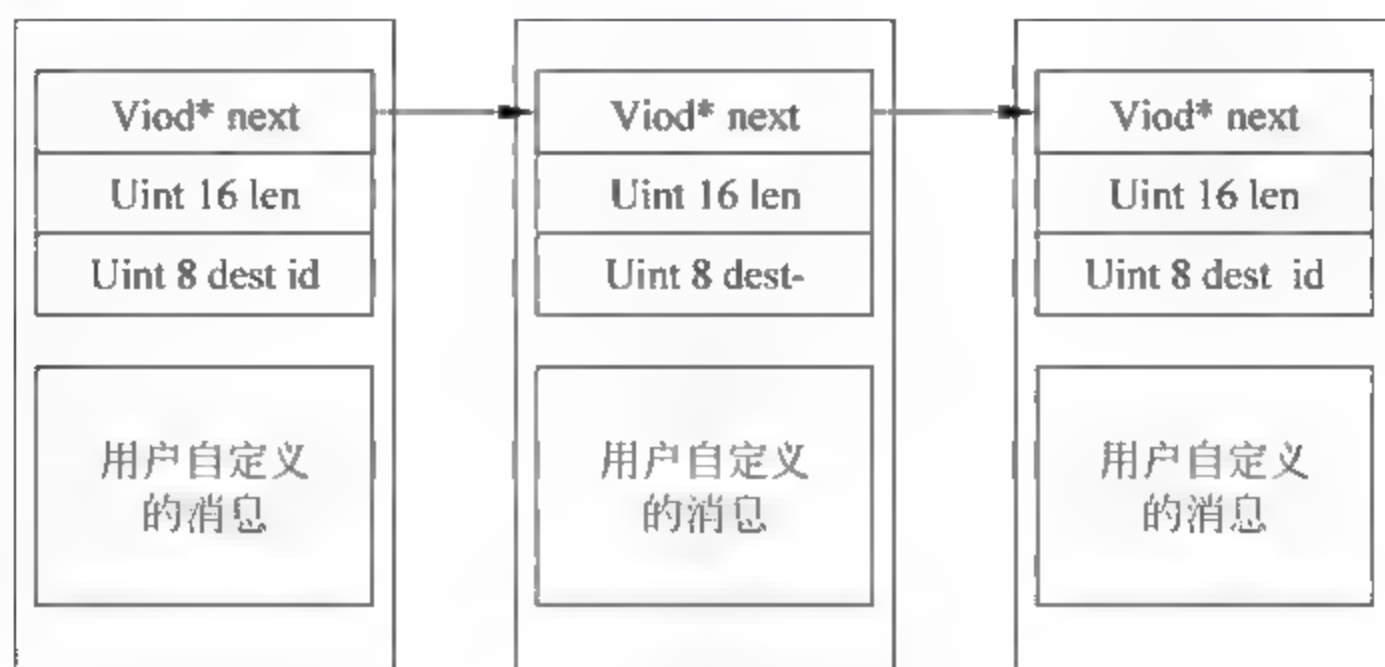 Viod* next
Uint 16 len
Uint 8 dest id
用户自定义
的消息
Viod* next
Uint 16 len
Uint 8 dest-
用户自定义
的消息
Viod* next
Uint 16 len
Uint 8 dest id
用户自定义
的消息